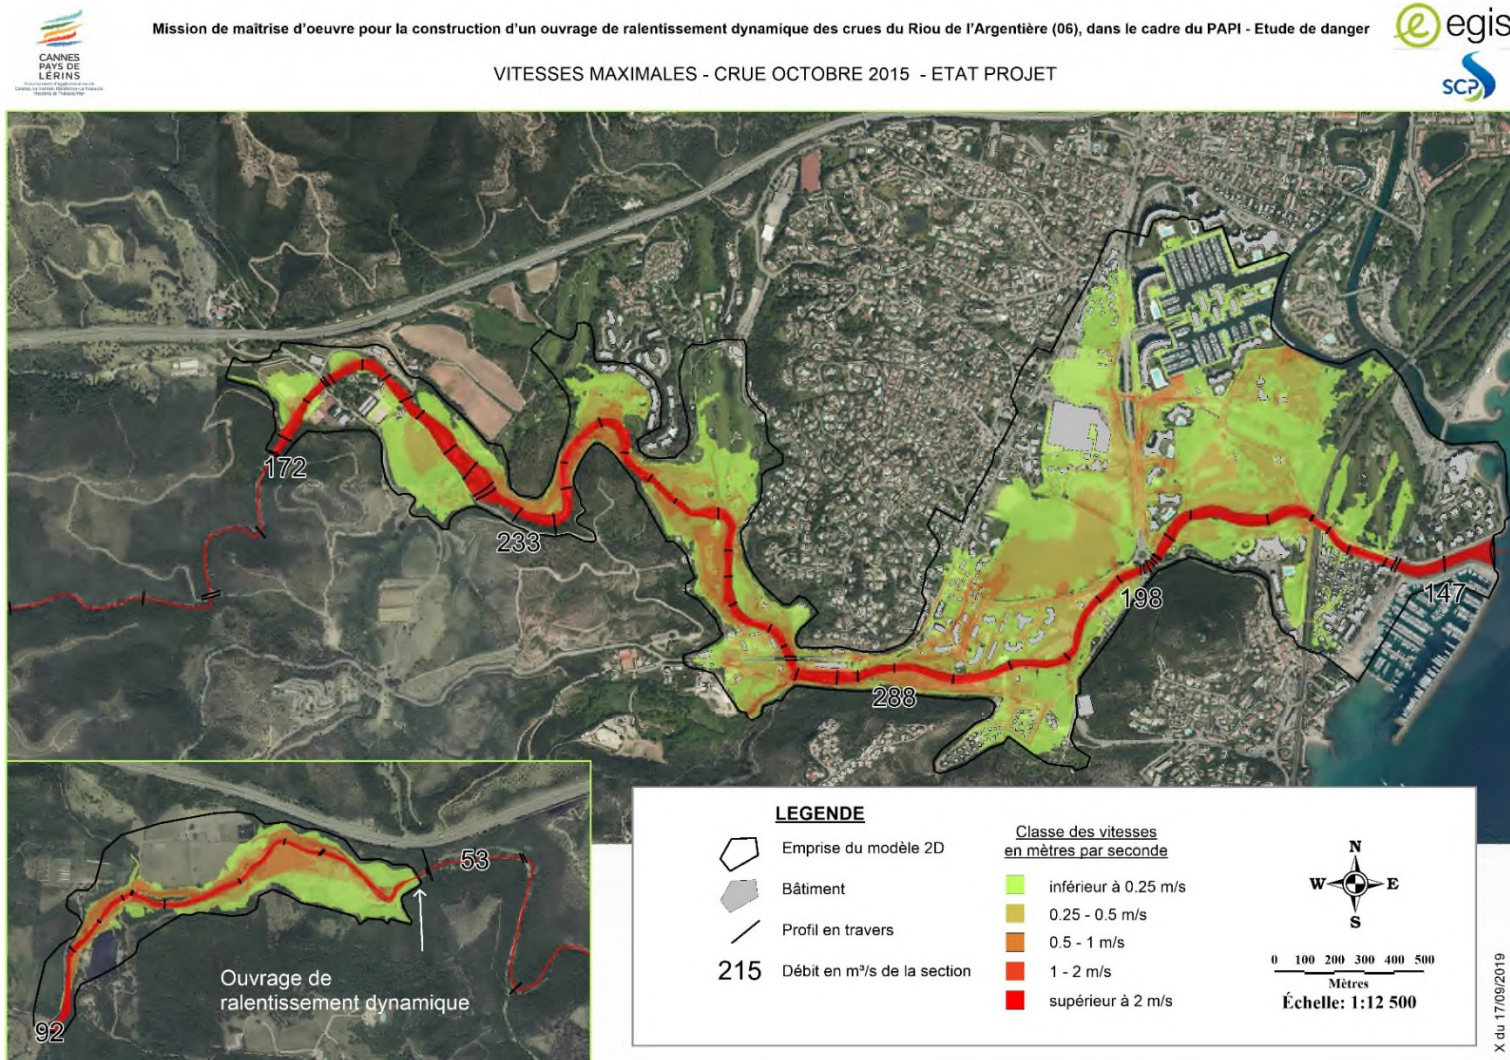 CANNES
PAYS DE
LÉRINS
Mission de maîtrise d'oeuvre pour la construction d'un ouvrage de ralentissement dynamique des crues du Riou de l'Argentière (06), dans le cadre du PAPI - Etude de danger
VITESSES MAXIMALES - CRUE OCTOBRE 2015 - ETAT PROJET
egis
SCP
172
233
288
198
147
53
92
Ouvrage de
ralentissement dynamique
LEGENDE
Emprise du modèle 2D
Bâtiment
Profil en travers
215 Débit en m³/s de la section
Classe des vitesses
en mètres par seconde
inférieur à 0.25 m/s
0.25 - 0.5 m/s
0.5 - 1 m/s
1 - 2 m/s
supérieur à 2 m/s
N
W E
S
0 100 200 300 400 500
Mètres
Échelle: 1:12 500
X du 17/09/2019